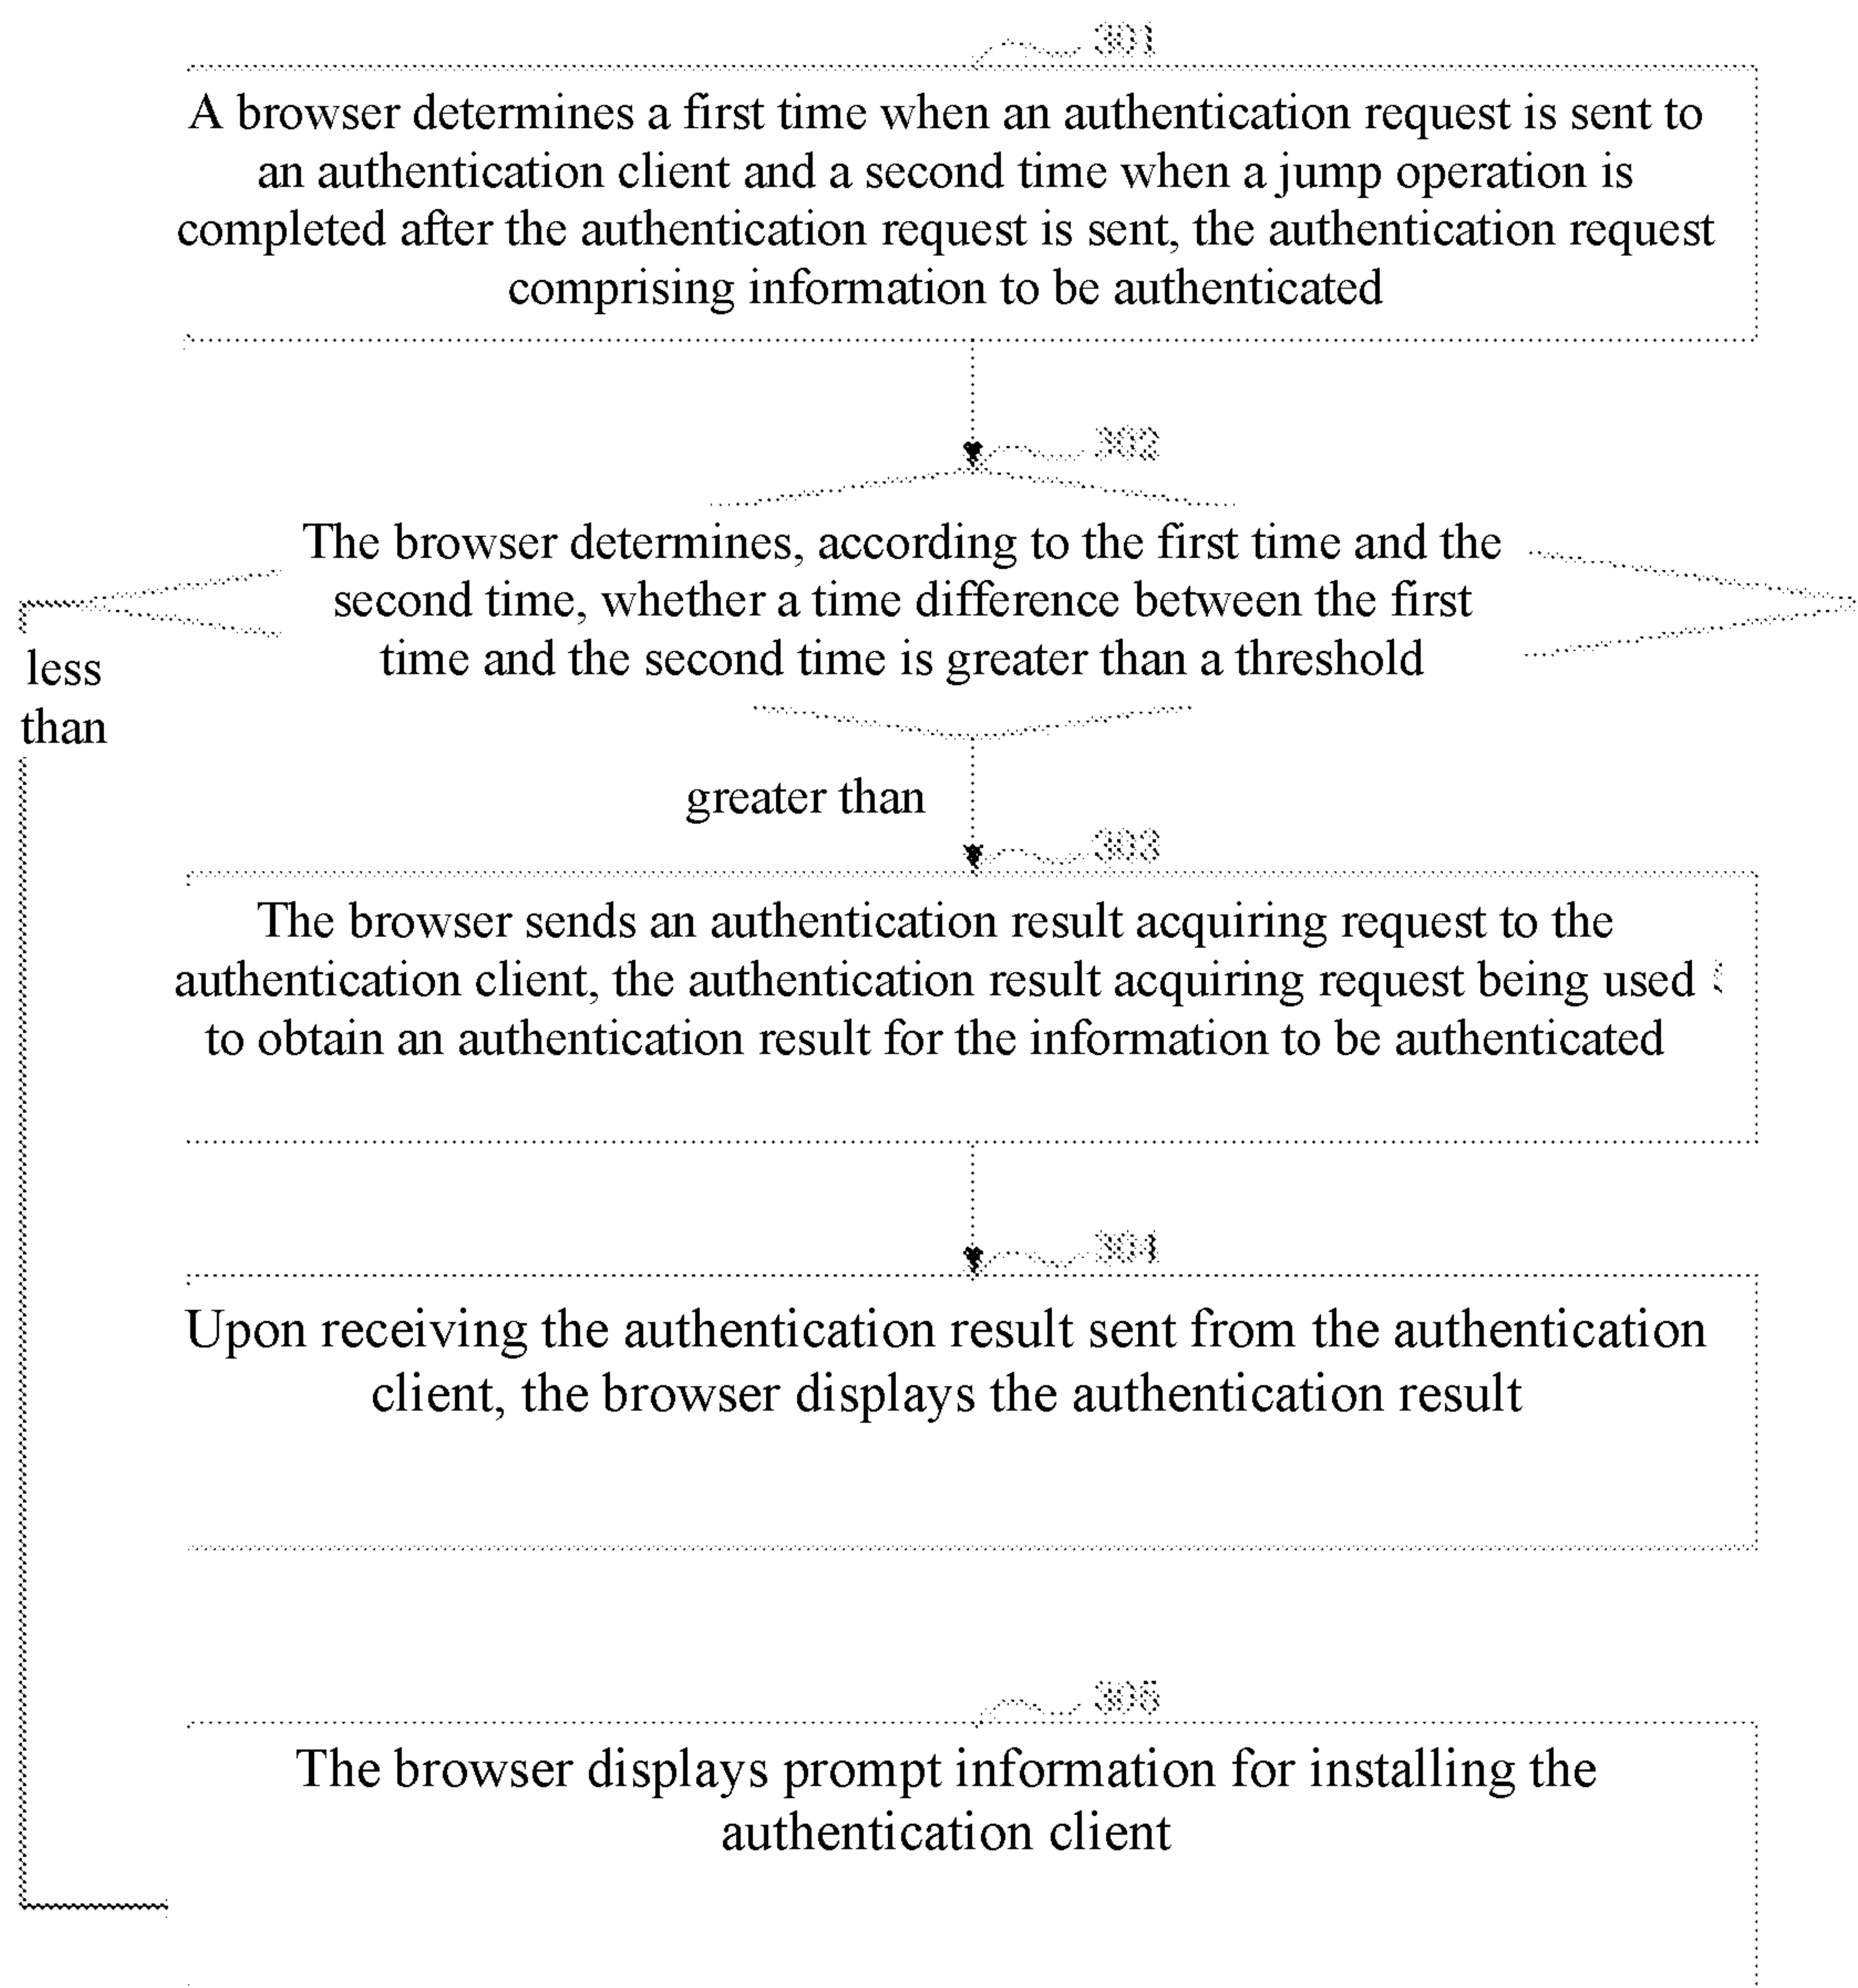 301
A browser determines a first time when an authentication request is sent to
an authentication client and a second time when a jump operation is
completed after the authentication request is sent, the authentication request
comprising information to be authenticated
302
The browser determines, according to the first time and the
second time, whether a time difference between the first
time and the second time is greater than a threshold
less
than
greater than
303
The browser sends an authentication result acquiring request to the
authentication client, the authentication result acquiring request being used
to obtain an authentication result for the information to be authenticated
304
Upon receiving the authentication result sent from the authentication
client, the browser displays the authentication result
305
The browser displays prompt information for installing the
authentication client